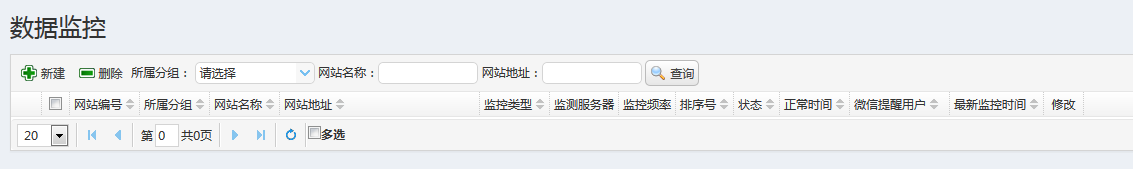 数据监控
新建 删除 所属分组： 请选择 网站名称： 网站地址： 查询
网站编号 所属分组 网站名称 网站地址 监控类型 监测服务器 监控频率 排序号 状态 正常时间 微信提醒用户 最新监控时间 修改
20 第 0 共0页 多选